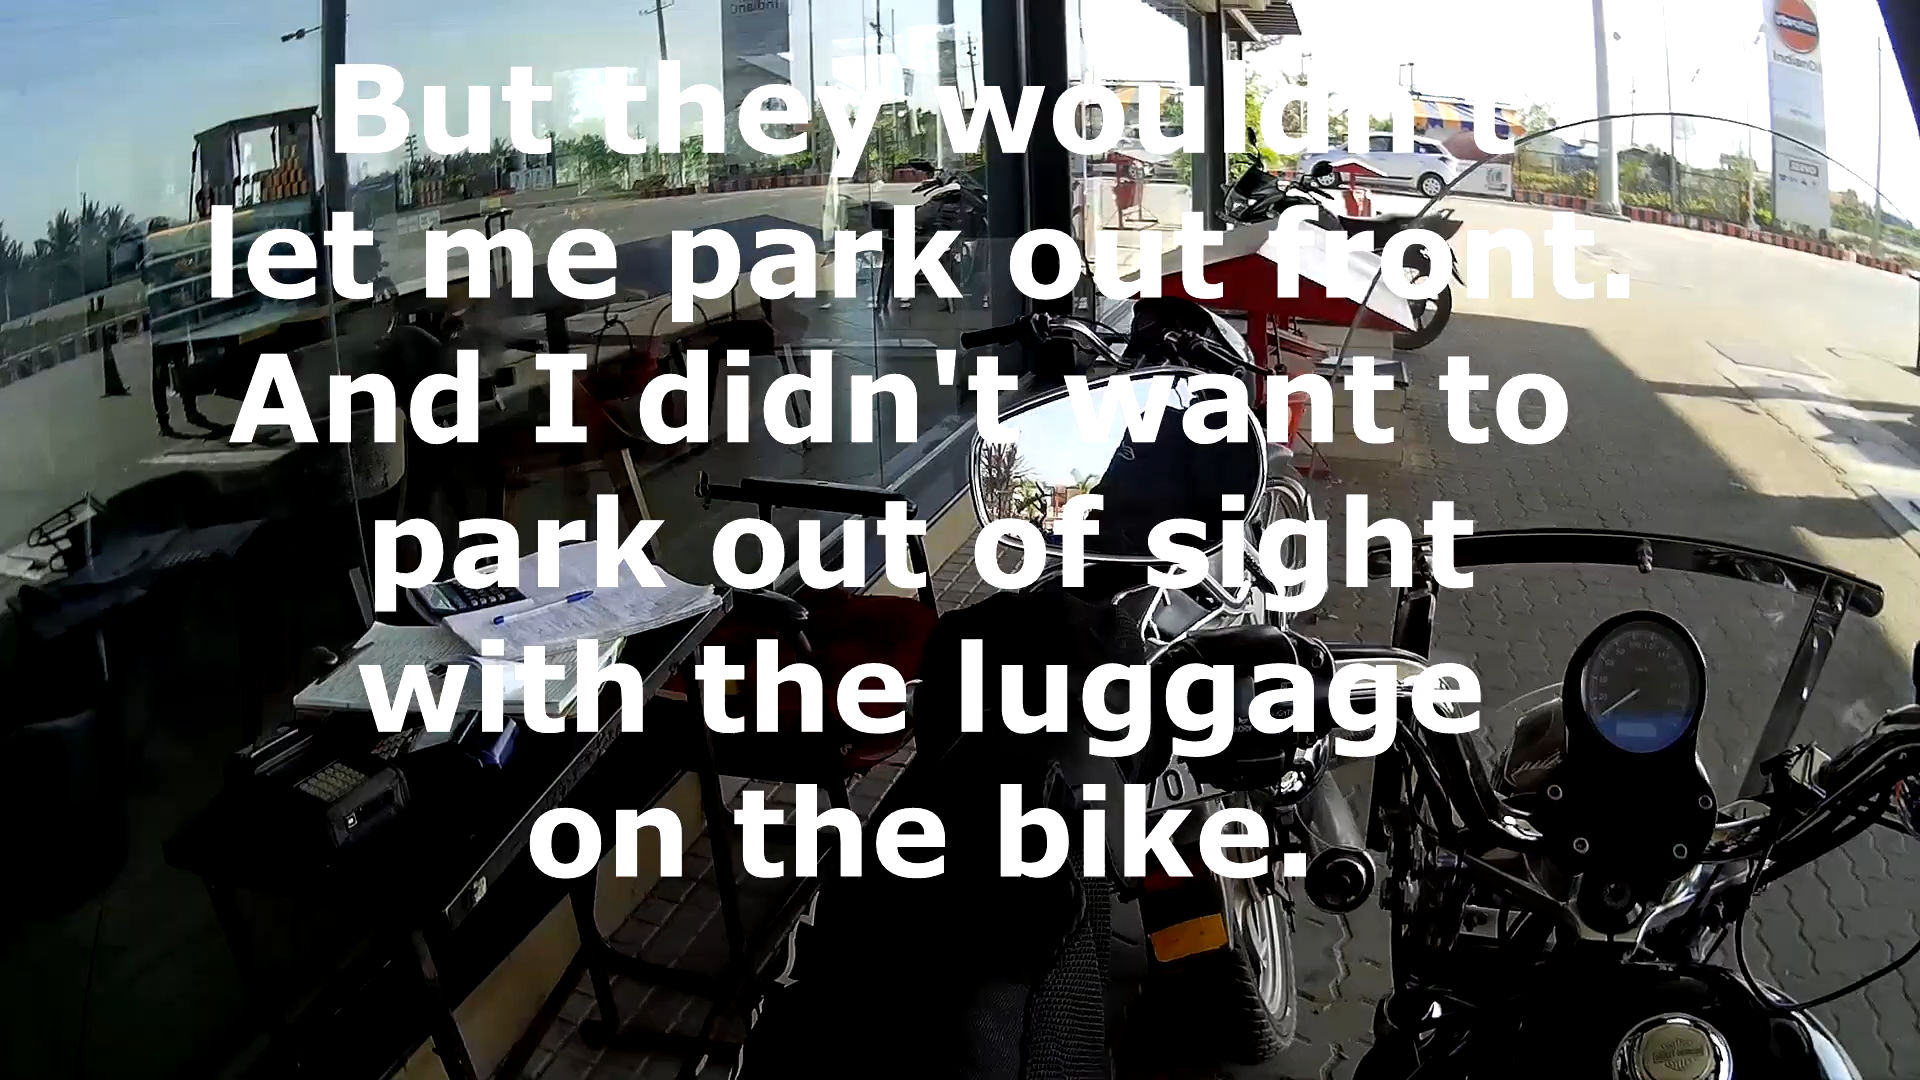 But they wouldn't
let me park out front.
And I didn't want to
park out of sight
with the luggage
on the bike.